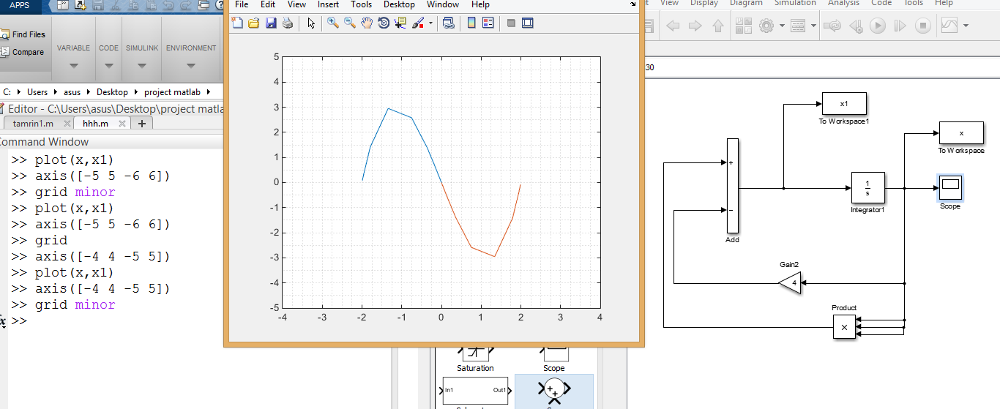 APPS
Find Files
Compare
VARIABLE CODE SIMULINK ENVIRONMENT
C: Users asus Desktop project matlab
Editor - C:\Users\asus\Desktop\project matla
tamrin1.m hhh.m
Command Window
>> plot(x,x1)
>> axis([-5 5 -6 6])
>> grid minor
>> plot(x,x1)
>> axis([-5 5 -6 6])
>> grid
>> axis([-4 4 -5 5])
>> plot(x,x1)
>> axis([-4 4 -5 5])
>> grid minor
fx >>
File Edit View Insert Tools Desktop Window Help
5
4
3
2
1
0
-1
-2
-3
-4
-5
-4 -3 -2 -1 0 1 2 3 4
View Display Diagram Simulation Analysis Code Tools Help
30
x1
To Workspace1
x
To Workspace
+
-
Add
1
s
Integrator1
Scope
Gain2
4
Product
×
Saturation Scope
In1 Out1